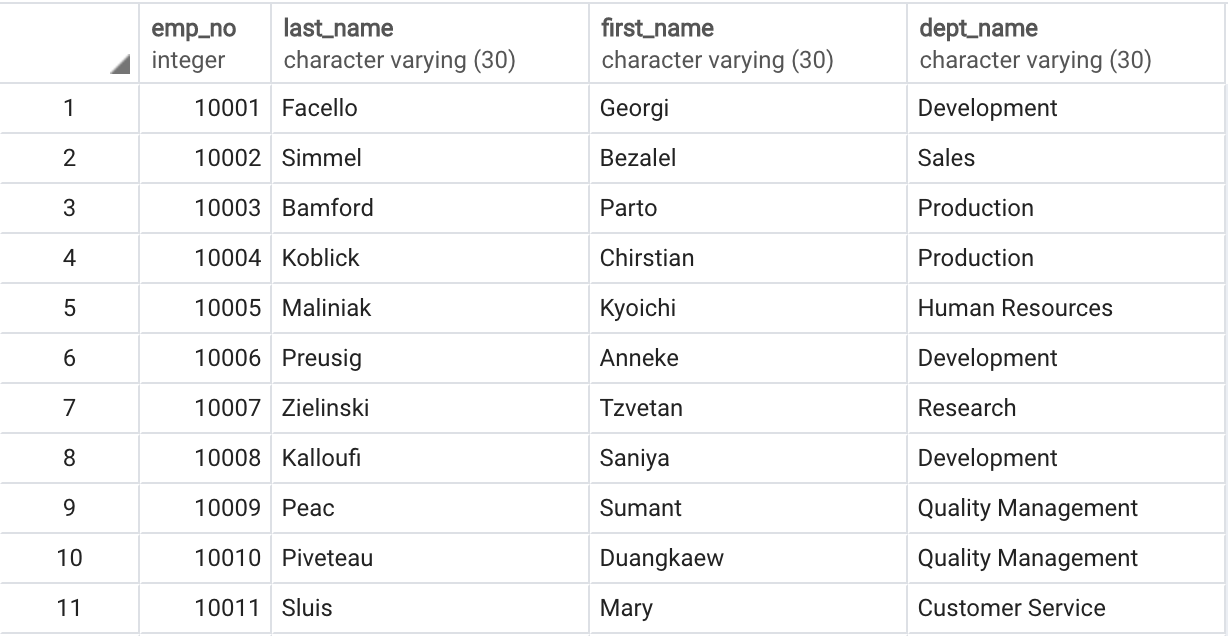 emp_no last_name first_name dept_name
integer character varying (30) character varying (30) character varying (30)
1 10001 Facello Georgi Development
2 10002 Simmel Bezalel Sales
3 10003 Bamford Parto Production
4 10004 Koblick Chirstian Production
5 10005 Maliniak Kyoichi Human Resources
6 10006 Preusig Anneke Development
7 10007 Zielinski Tzvetan Research
8 10008 Kalloufi Saniya Development
9 10009 Peac Sumant Quality Management
10 10010 Piveteau Duangkaew Quality Management
11 10011 Sluis Mary Customer Service